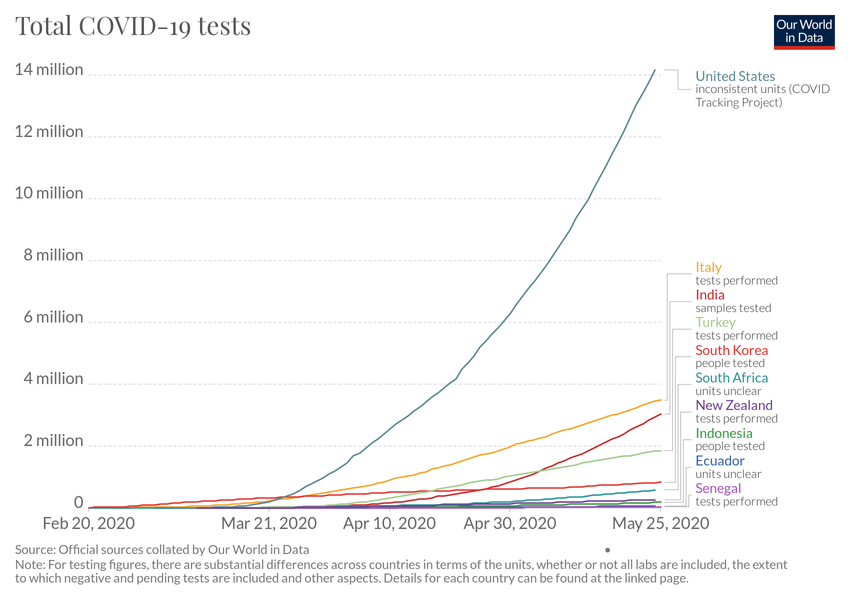 Total COVID-19 tests
Our World
in Data
14 million
12 million
10 million
8 million
6 million
4 million
2 million
0
Feb 20, 2020
Mar 21, 2020
Apr 10, 2020
Apr 30, 2020
May 25, 2020
United States
inconsistent units (COVID
Tracking Project)
Italy
tests performed
India
samples tested
Turkey
tests performed
South Korea
people tested
South Africa
units unclear
New Zealand
tests performed
Indonesia
people tested
Ecuador
units unclear
Senegal
tests performed
Source: Official sources collated by Our World in Data
Note: For testing figures, there are substantial differences across countries in terms of the units, whether or not all labs are included, the extent
to which negative and pending tests are included and other aspects. Details for each country can be found at the linked page.